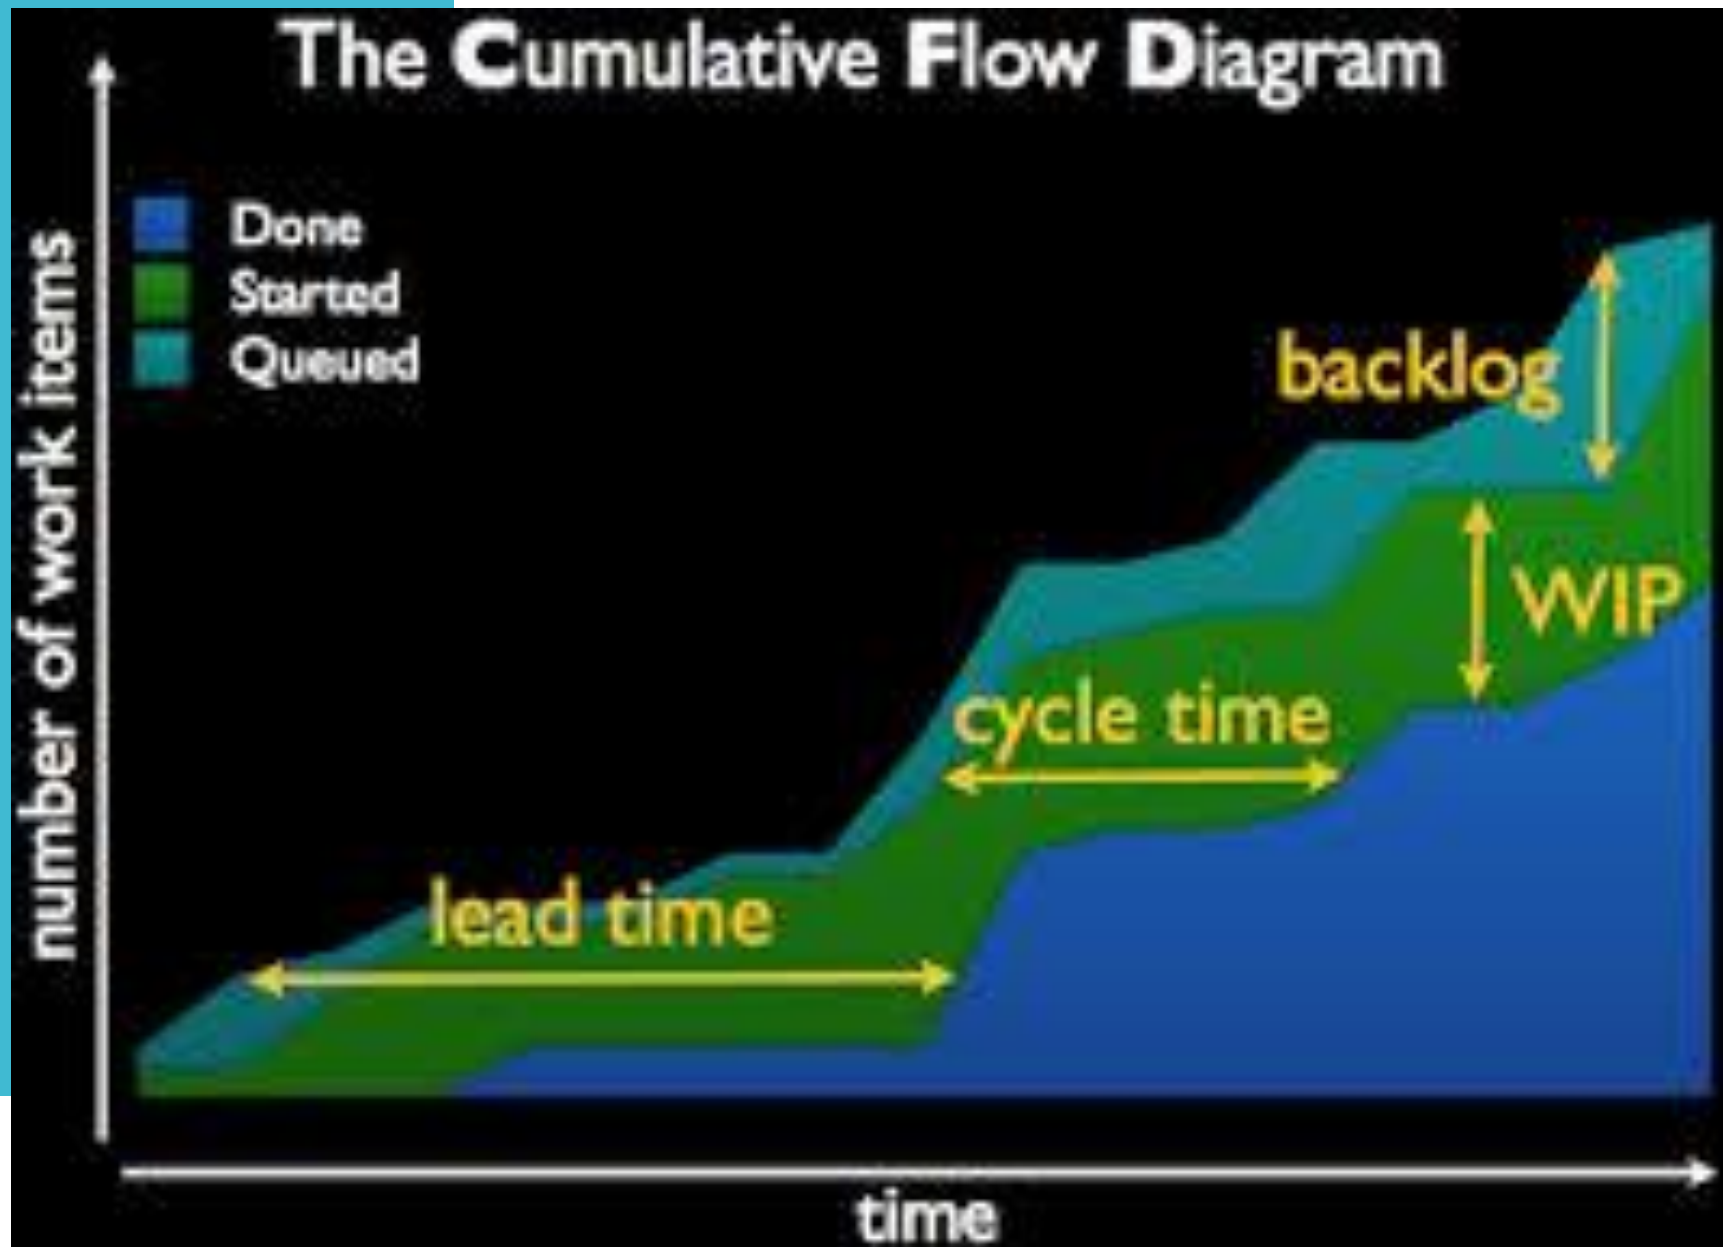 The Cumulative Flow Diagram
Done
Started
Queued
number of work items
backlog
WIP
cycle time
lead time
time